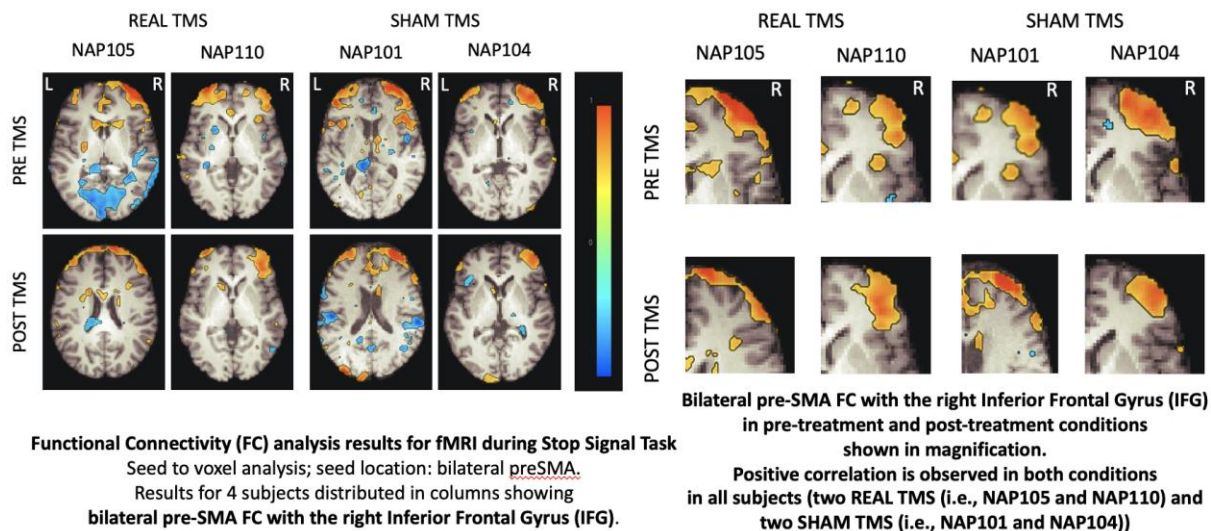 REAL TMS SHAM TMS
NAP105 NAP110 NAP101 NAP104
L R R L R R
PRE TMS
POST TMS
1
0
Functional Connectivity (FC) analysis results for fMRI during Stop Signal Task
Seed to voxel analysis; seed location: bilateral preSMA.
Results for 4 subjects distributed in columns showing
bilateral pre-SMA FC with the right Inferior Frontal Gyrus (IFG).
REAL TMS SHAM TMS
NAP105 NAP110 NAP101 NAP104
R R R R
PRE TMS
POST TMS
Bilateral pre-SMA FC with the right Inferior Frontal Gyrus (IFG)
in pre-treatment and post-treatment conditions
shown in magnification.
Positive correlation is observed in both conditions
in all subjects (two REAL TMS (i.e., NAP105 and NAP110) and
two SHAM TMS (i.e., NAP101 and NAP104))